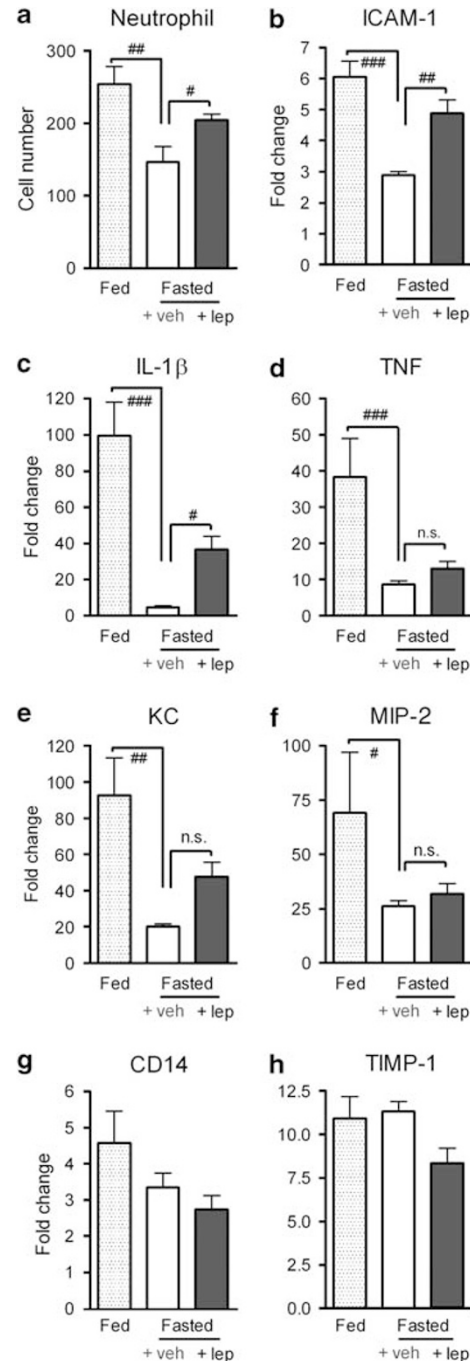 a Neutrophil
Cell number
300
200
100
0
##
#
Fed Fasted
+ veh + lep
b ICAM-1
Fold change
7
6
5
4
3
2
1
0
###
##
Fed Fasted
+ veh + lep
c IL-1β
Fold change
120
100
80
60
40
20
0
###
#
Fed Fasted
+ veh + lep
d TNF
60
50
40
30
20
10
0
###
n.s.
Fed Fasted
+ veh + lep
e KC
Fold change
120
100
80
60
40
20
0
##
n.s.
Fed Fasted
+ veh + lep
f MIP-2
100
75
50
25
0
#
n.s.
Fed Fasted
+ veh + lep
g CD14
Fold change
6
5
4
3
2
1
0
Fed Fasted
+ veh + lep
h TIMP-1
12.5
10.0
7.5
5.0
2.5
0.0
Fed Fasted
+ veh + lep